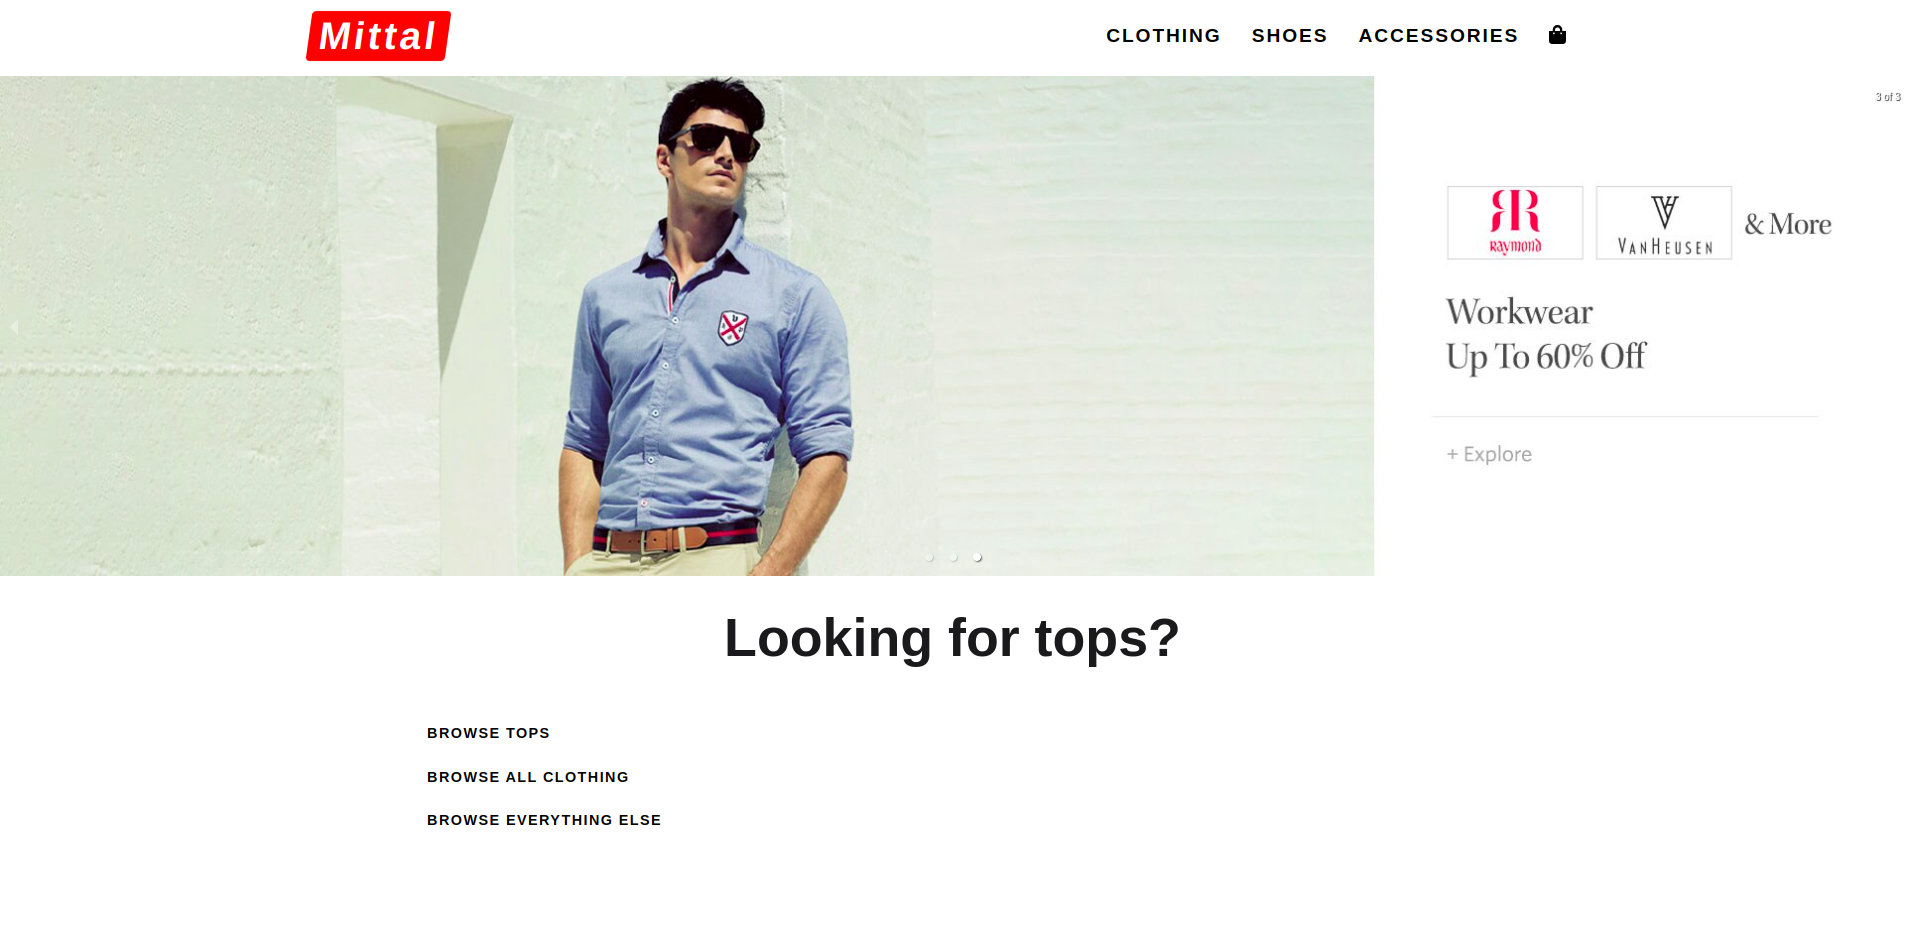 Mittal
CLOTHING SHOES ACCESSORIES
3 of 3
RAYMOND
VANHEUSEN
& More
Workwear
Up To 60% Off
+ Explore
Looking for tops?
BROWSE TOPS
BROWSE ALL CLOTHING
BROWSE EVERYTHING ELSE